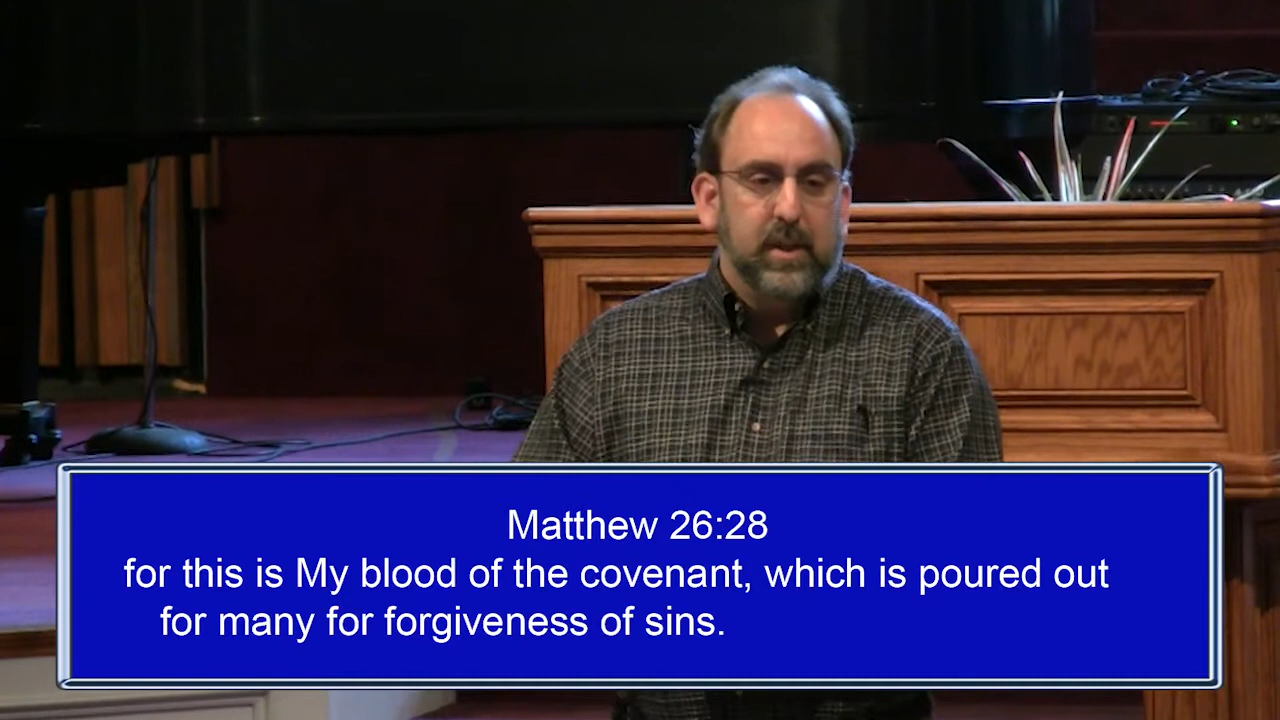 Matthew 26:28
for this is My blood of the covenant, which is poured out
for many for forgiveness of sins.